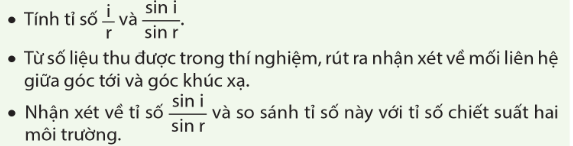 • Tính tỉ số i/r và sin i/sin r.
• Từ số liệu thu được trong thí nghiệm, rút ra nhận xét về mối liên hệ
giữa góc tới và góc khúc xạ.
• Nhận xét về tỉ số sin i/sin r và so sánh tỉ số này với tỉ số chiết suất hai
môi trường.